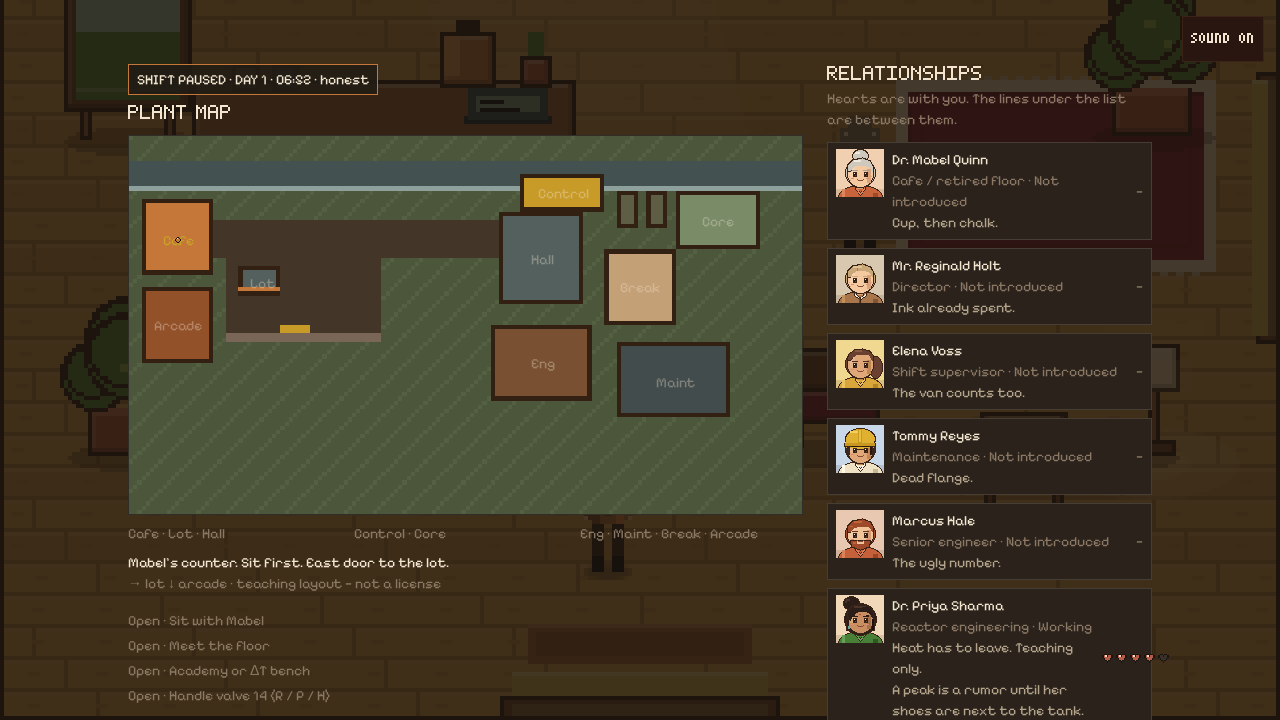 SOUND ON
SHIFT PAUSED · DAY 1 · 06:52 · honest
PLANT MAP
Control
Core
Cafe
Hall
Lot
Break
Arcade
Eng
Maint
Cafe · Lot · Hall
Control · Core
Eng · Maint · Break · Arcade
Mabel's counter. Sit first. East door to the lot.
→ lot ↓ arcade · teaching layout — not a license
Open · Sit with Mabel
Open · Meet the floor
Open · Academy or ΔT bench
Open · Handle valve 14 (R / P / H)
RELATIONSHIPS
Hearts are with you. The lines under the list
are between them.
Dr. Mabel Quinn
Cafe / retired floor · Not
introduced
—
Cup, then chalk.
Mr. Reginald Holt
Director · Not introduced —
Ink already spent.
Elena Voss
Shift supervisor · Not introduced —
The van counts too.
Tommy Reyes
Maintenance · Not introduced —
Dead flange.
Marcus Hale
Senior engineer · Not introduced —
The ugly number.
Dr. Priya Sharma
Reactor engineering · Working
Heat has to leave. Teaching
only.
A peak is a rumor until her
shoes are next to the tank.